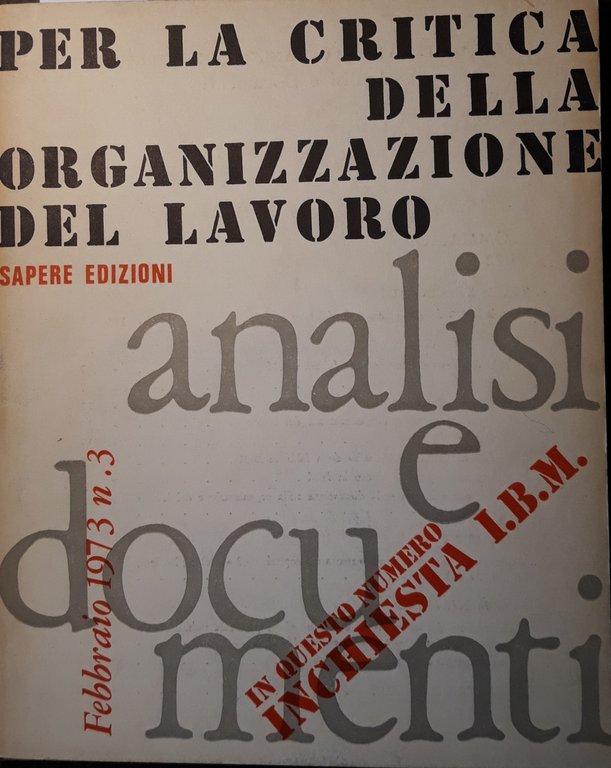 PER LA CRITICA
DELLA
ORGANIZZAZIONE
DEL LAVORO
SAPERE EDIZIONI
analisi
e
docu
menti
Febbraio 1973 n. 3
IN QUESTO NUMERO
INCHIESTA I.B.M.